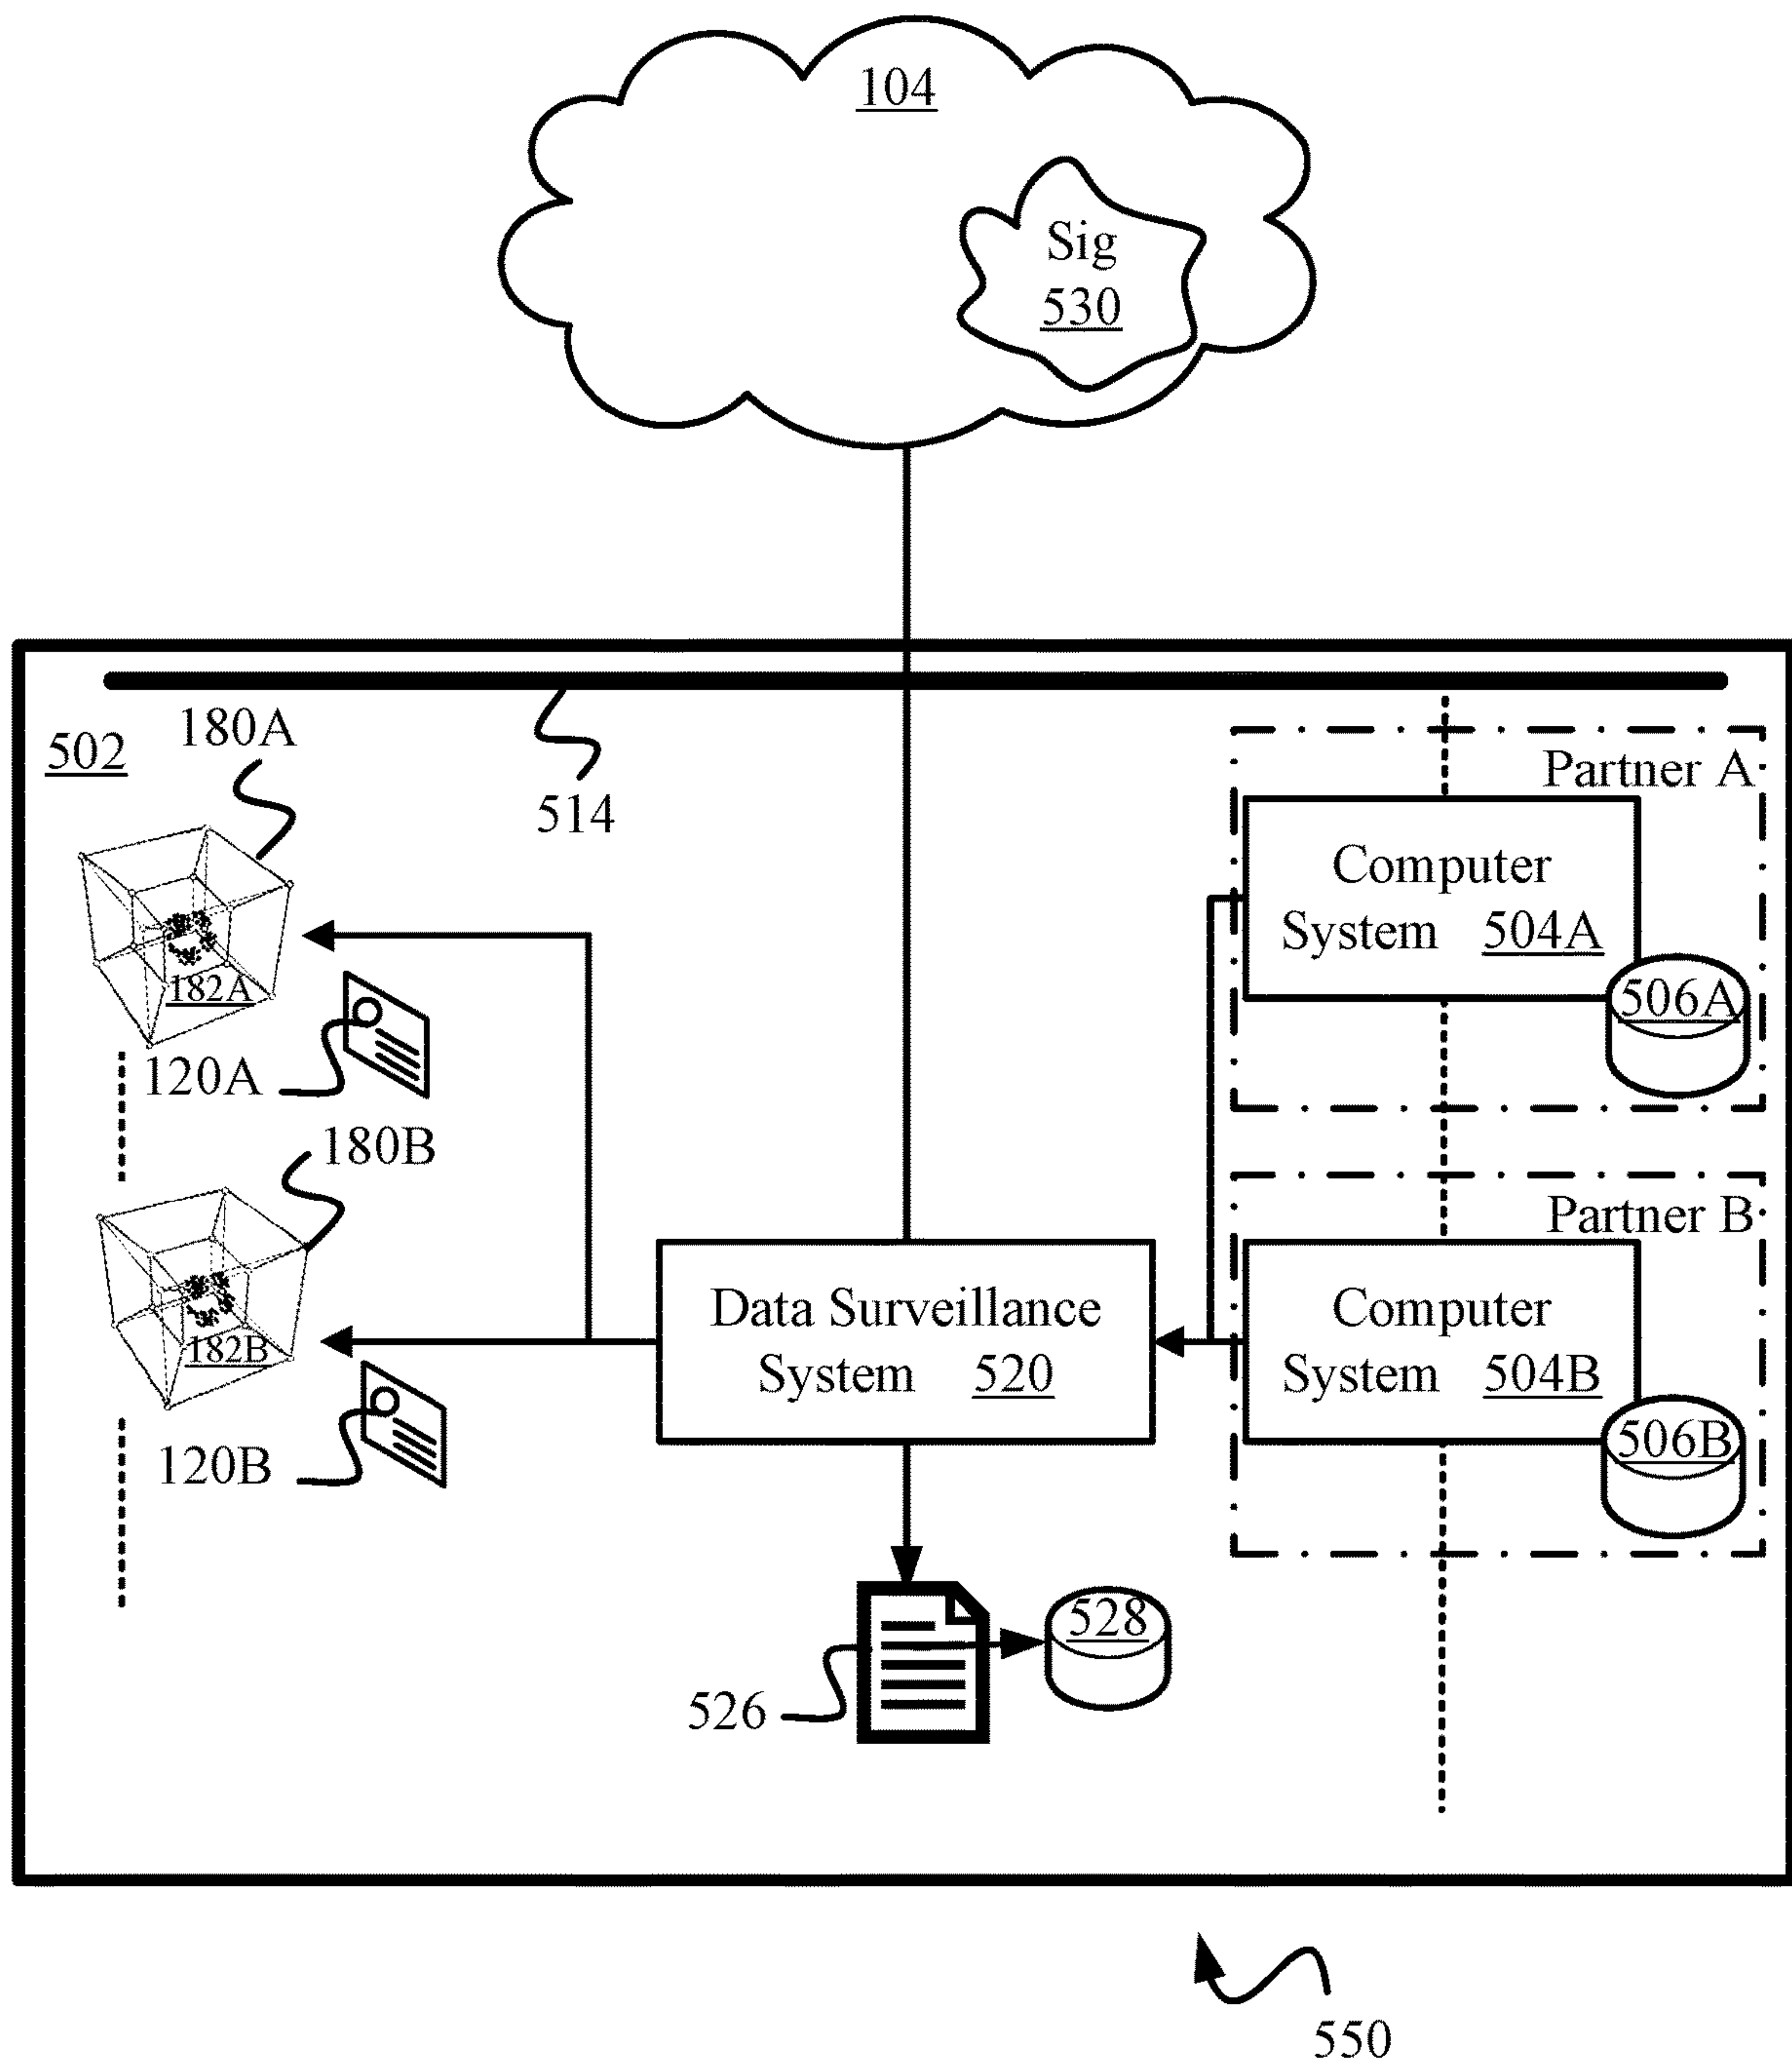 104
Sig
530
502
180A
514
Partner A
Computer
System 504A
506A
182A
120A
180B
Partner B
Data Surveillance
System 520
Computer
System 504B
182B
506B
120B
528
526
550